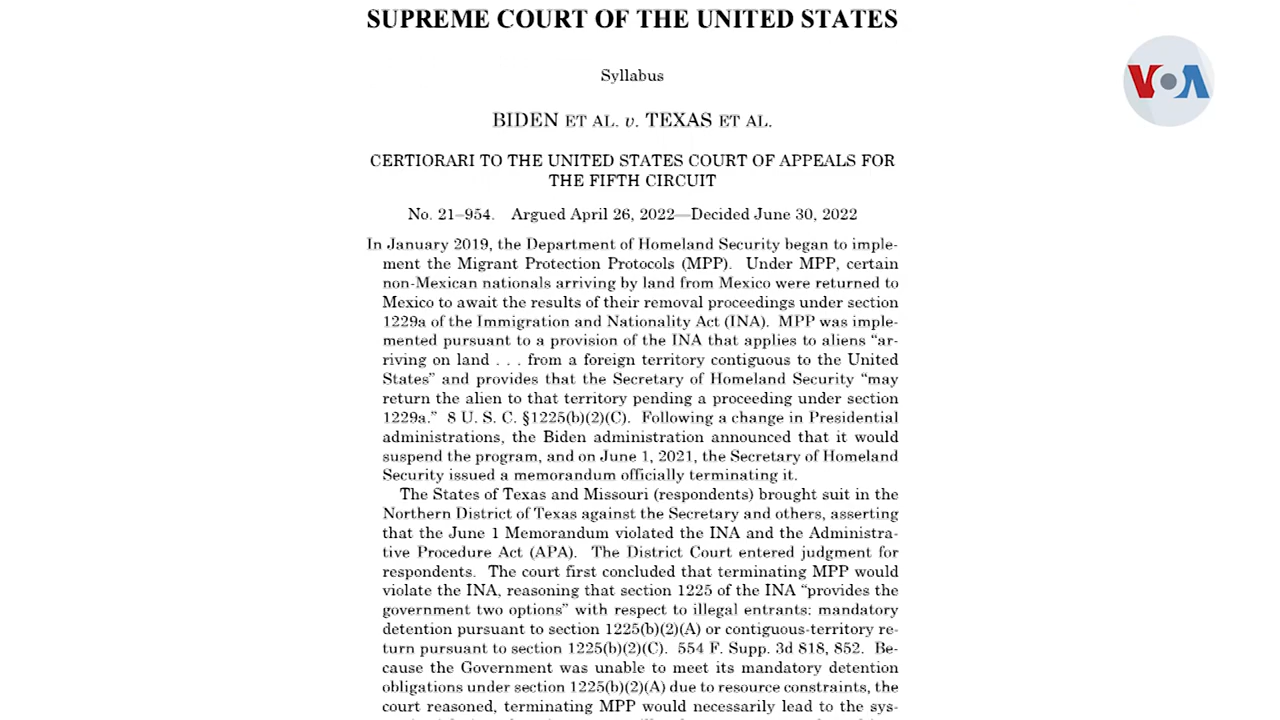 SUPREME COURT OF THE UNITED STATES
VOA
Syllabus
BIDEN ET AL. v. TEXAS ET AL.
CERTIORARI TO THE UNITED STATES COURT OF APPEALS FOR
THE FIFTH CIRCUIT
No. 21–954. Argued April 26, 2022—Decided June 30, 2022
In January 2019, the Department of Homeland Security began to imple-
ment the Migrant Protection Protocols (MPP). Under MPP, certain
non-Mexican nationals arriving by land from Mexico were returned to
Mexico to await the results of their removal proceedings under section
1229a of the Immigration and Nationality Act (INA). MPP was imple-
mented pursuant to a provision of the INA that applies to aliens “ar-
riving on land . . . from a foreign territory contiguous to the United
States” and provides that the Secretary of Homeland Security “may
return the alien to that territory pending a proceeding under section
1229a.” 8 U. S. C. §1225(b)(2)(C). Following a change in Presidential
administrations, the Biden administration announced that it would
suspend the program, and on June 1, 2021, the Secretary of Homeland
Security issued a memorandum officially terminating it.
The States of Texas and Missouri (respondents) brought suit in the
Northern District of Texas against the Secretary and others, asserting
that the June 1 Memorandum violated the INA and the Administra-
tive Procedure Act (APA). The District Court entered judgment for
respondents. The court first concluded that terminating MPP would
violate the INA, reasoning that section 1225 of the INA “provides the
government two options” with respect to illegal entrants: mandatory
detention pursuant to section 1225(b)(2)(A) or contiguous-territory re-
turn pursuant to section 1225(b)(2)(C). 554 F. Supp. 3d 818, 852. Be-
cause the Government was unable to meet its mandatory detention
obligations under section 1225(b)(2)(A) due to resource constraints, the
court reasoned, terminating MPP would necessarily lead to the sys-